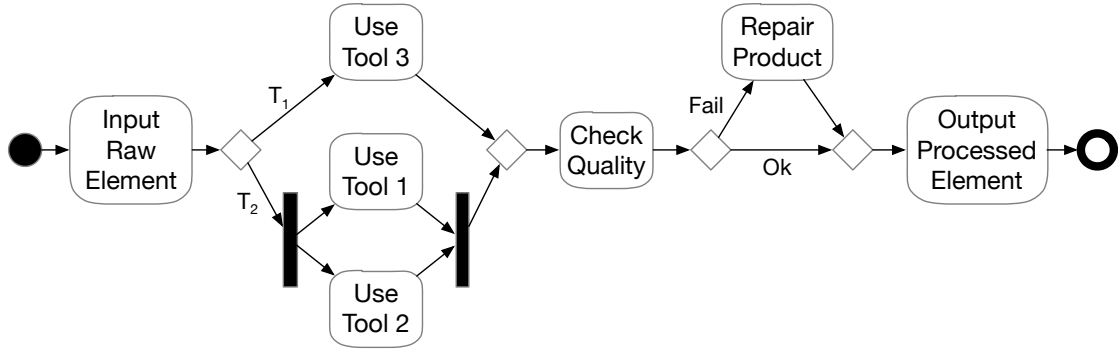 Input
Raw
Element
T1
T2
Use
Tool 3
Use
Tool 1
Use
Tool 2
Check
Quality
Fail
Ok
Repair
Product
Output
Processed
Element